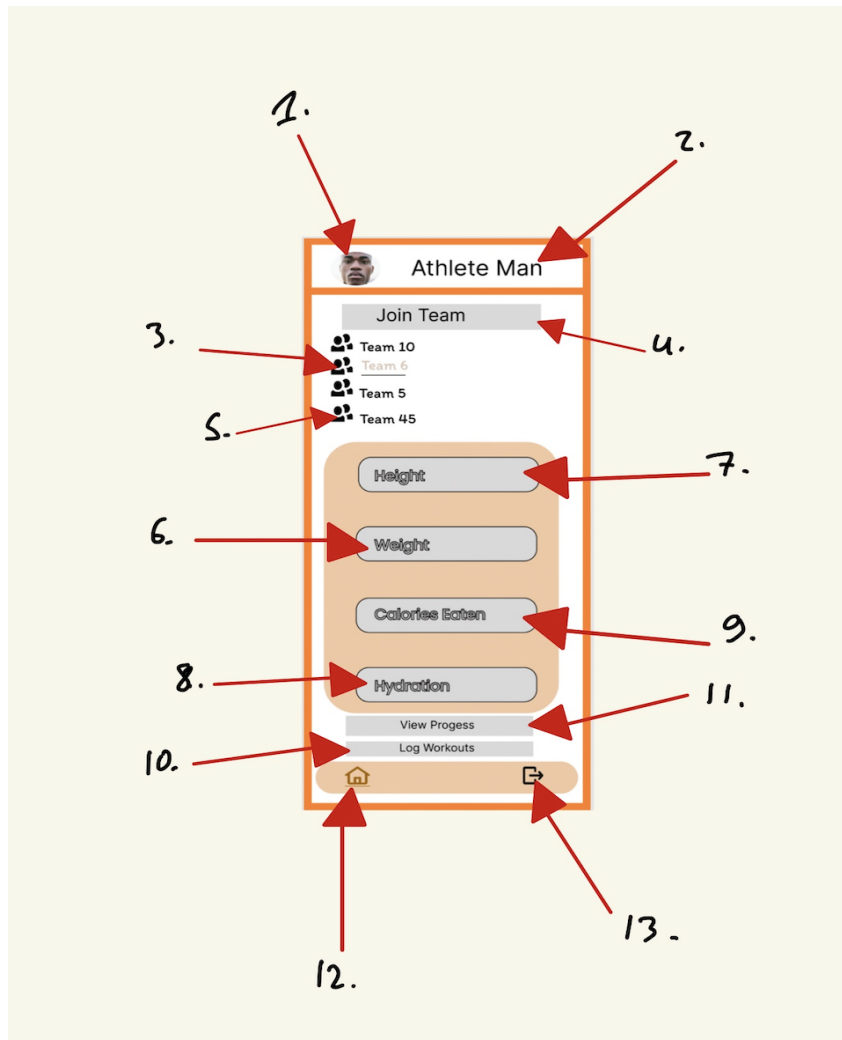 1.
2.
Athlete Man
Join Team
3.
4.
Team 10
Team 6
Team 5
5.
Team 45
7.
Height
6.
Weight
Calories Eaten
9.
8.
Hydration
11.
View Progess
10.
Log Workouts
13.
12.